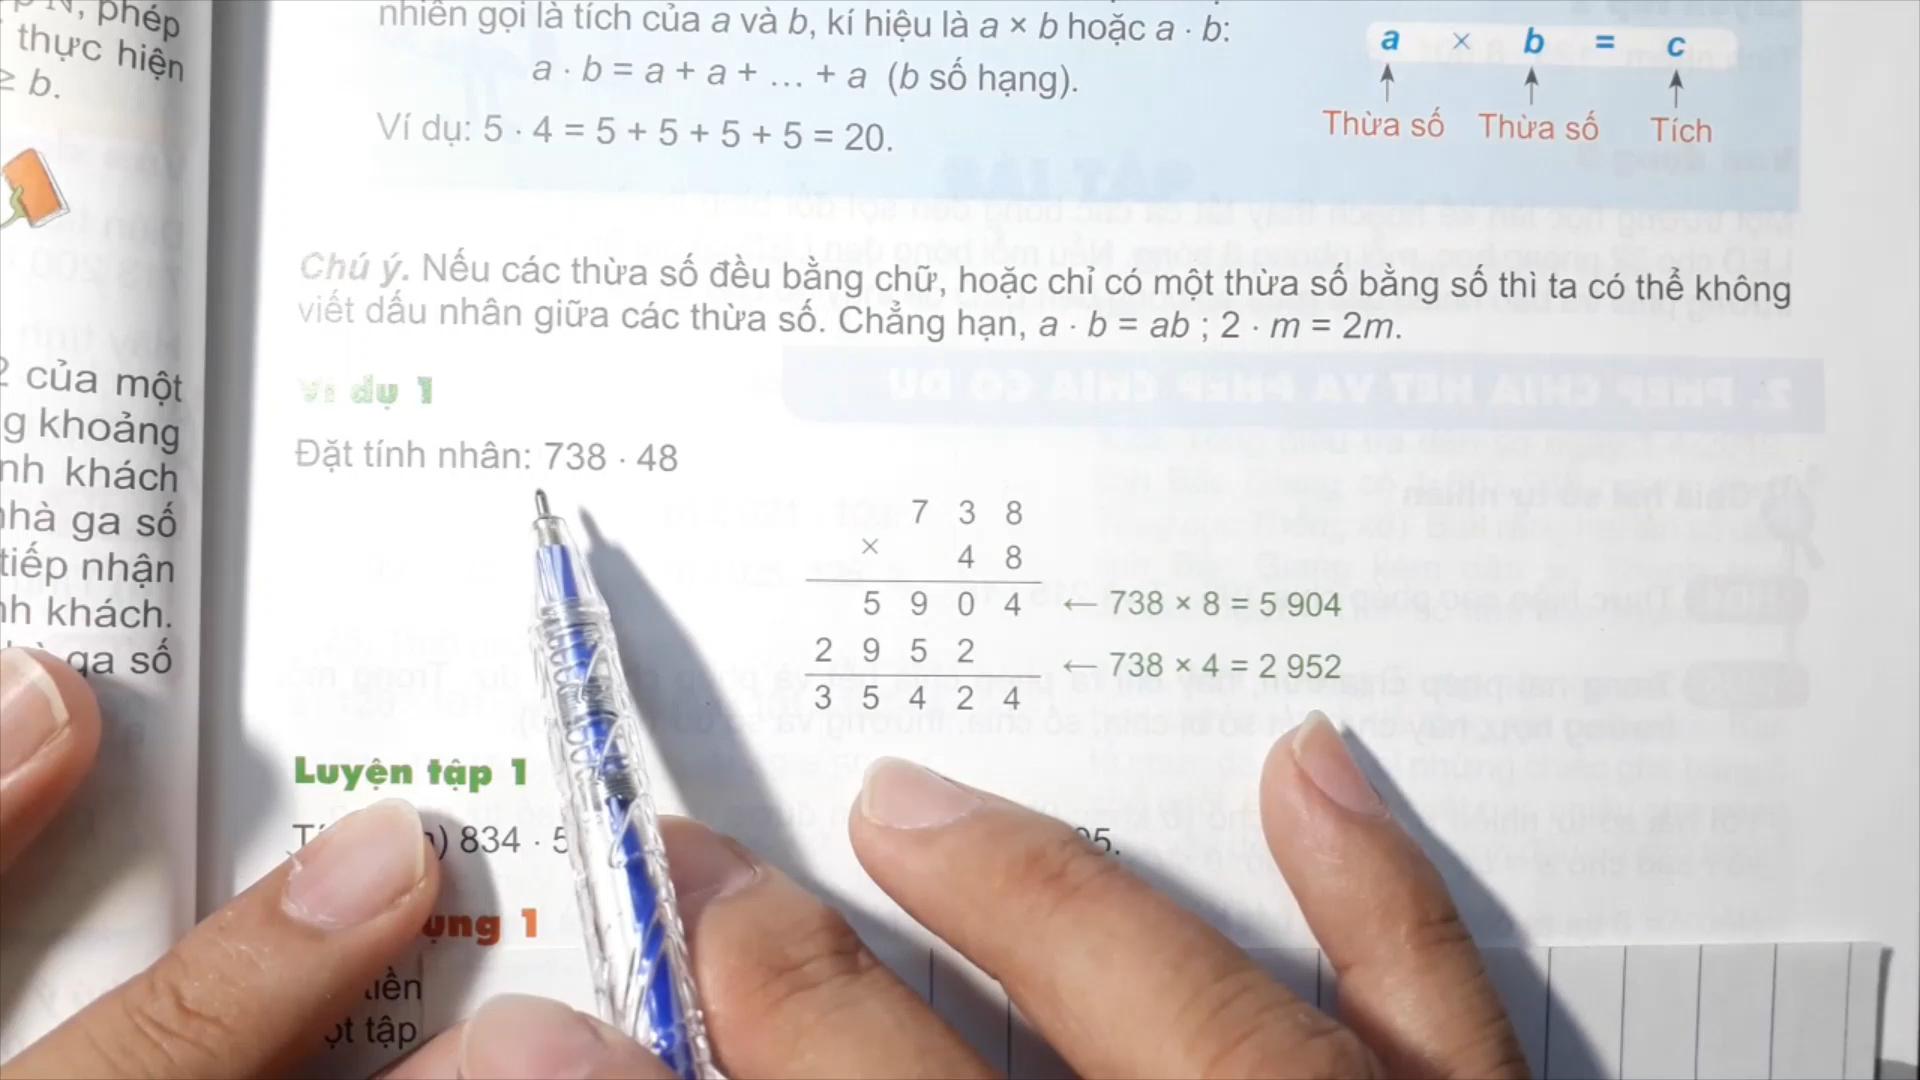 phép
thực hiện
≥ b.
của một
g khoảng
nh khách
nhà ga số
tiếp nhận
nh khách.
ga số
nhiên gọi là tích của a và b, kí hiệu là a × b hoặc a · b:
a · b = a + a + ... + a (b số hạng).
Ví dụ: 5 · 4 = 5 + 5 + 5 + 5 = 20.
a × b = c
Thừa số Thừa số Tích
Chú ý. Nếu các thừa số đều bằng chữ, hoặc chỉ có một thừa số bằng số thì ta có thể không
viết dấu nhân giữa các thừa số. Chẳng hạn, a · b = ab ; 2 · m = 2m.
Ví dụ 1
Đặt tính nhân: 738 · 48
7 3 8
×
4 8
5 9 0 4 ← 738 × 8 = 5 904
2 9 5 2 ← 738 × 4 = 2 952
3 5 4 2 4
Luyện tập 1
) 834 · 5
5.
ụng 1
tập